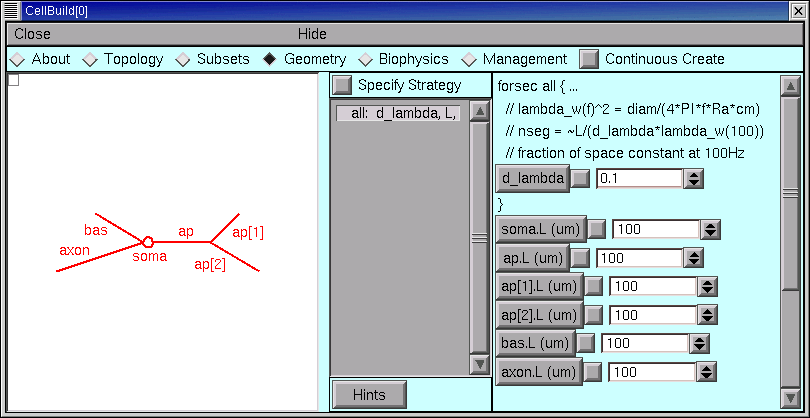 CellBuild[0]
Close Hide
About Topology Subsets Geometry Biophysics Management Continuous Create
Specify Strategy
all: d_lambda, L,
forsec all { ...
// lambda_w(f)^2 = diam/(4*PI*f*Ra*cm)
// nseg = ~L/(d_lambda*lambda_w(100))
// fraction of space constant at 100Hz
d_lambda 0.1
}
soma.L (um) 100
ap.L (um) 100
ap[1].L (um) 100
ap[2].L (um) 100
bas.L (um) 100
axon.L (um) 100
bas
ap
ap[1]
axon
soma
ap[2]
Hints